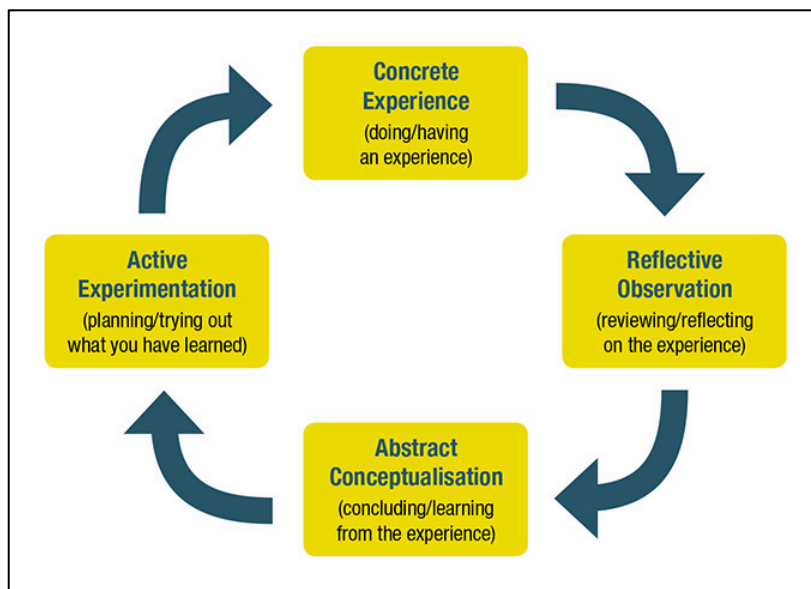 Concrete
Experience
(doing/having
an experience)
Active
Experimentation
(planning/trying out
what you have learned)
Reflective
Observation
(reviewing/reflecting
on the experience)
Abstract
Conceptualisation
(concluding/learning
from the experience)